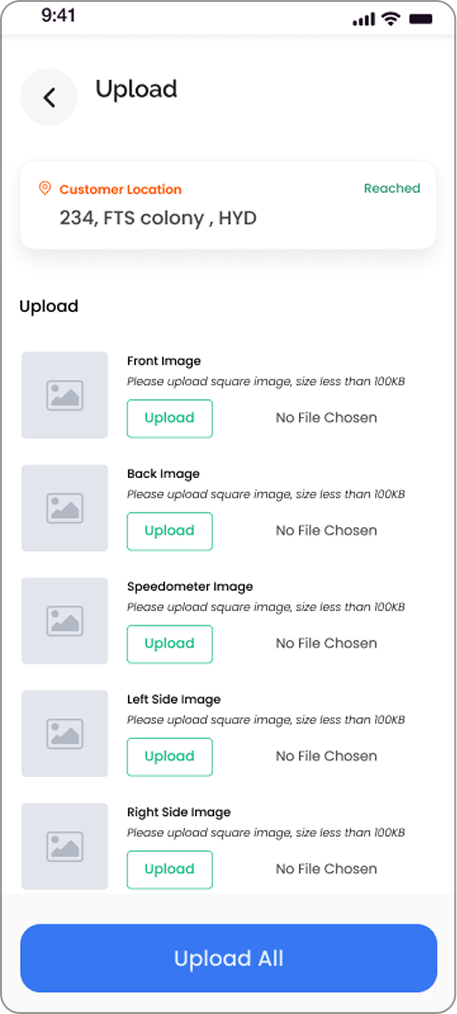 9:41
Upload
Customer Location
Reached
234, FTS colony , HYD
Upload
Front Image
Please upload square image, size less than 100KB
Upload
No File Chosen
Back Image
Please upload square image, size less than 100KB
Upload
No File Chosen
Speedometer Image
Please upload square image, size less than 100KB
Upload
No File Chosen
Left Side Image
Please upload square image, size less than 100KB
Upload
No File Chosen
Right Side Image
Please upload square image, size less than 100KB
Upload
No File Chosen
Upload All